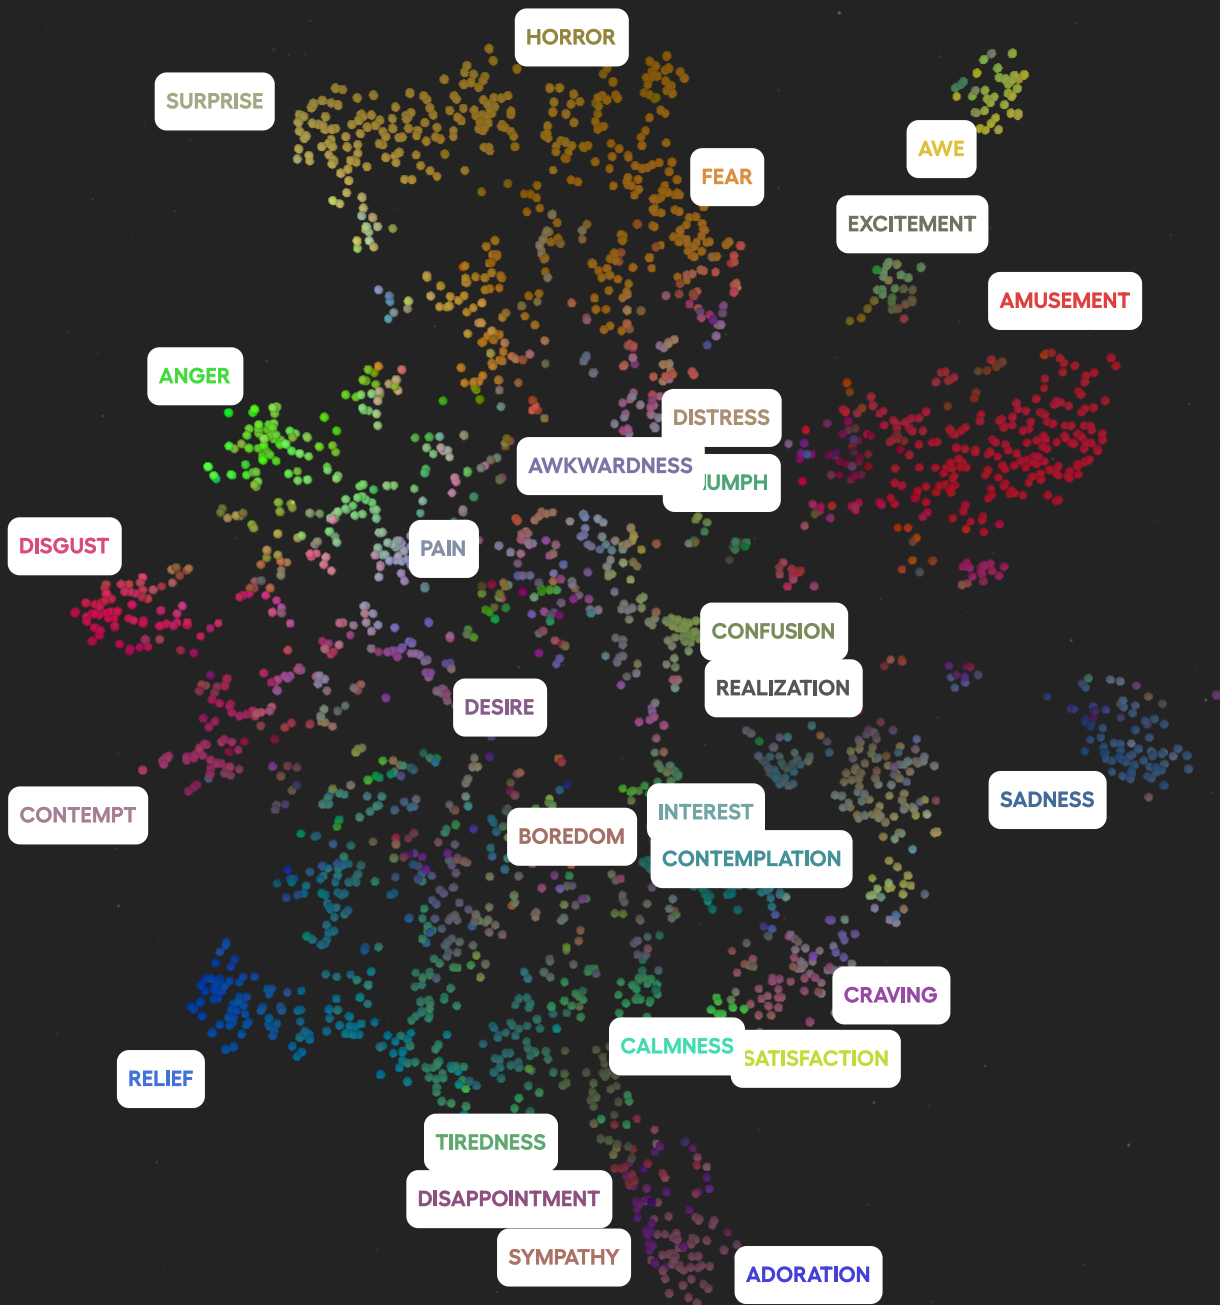 HORROR
SURPRISE
AWE
FEAR
EXCITEMENT
AMUSEMENT
ANGER
DISTRESS
AWKWARDNESS
IUMPH
DISGUST
PAIN
CONFUSION
REALIZATION
DESIRE
SADNESS
CONTEMPT
INTEREST
BOREDOM
CONTEMPLATION
CRAVING
CALMNESS
SATISFACTION
RELIEF
TIREDNESS
DISAPPOINTMENT
SYMPATHY
ADORATION